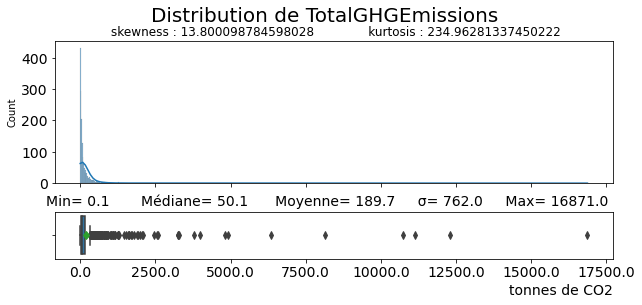 Distribution de TotalGHGEmissions
skewness : 13.800098784598028 kurtosis : 234.96281337450222
400
300
200
100
0
Count
Min= 0.1 Médiane= 50.1 Moyenne= 189.7 σ= 762.0 Max= 16871.0
0.0 2500.0 5000.0 7500.0 10000.0 12500.0 15000.0 17500.0
tonnes de CO2